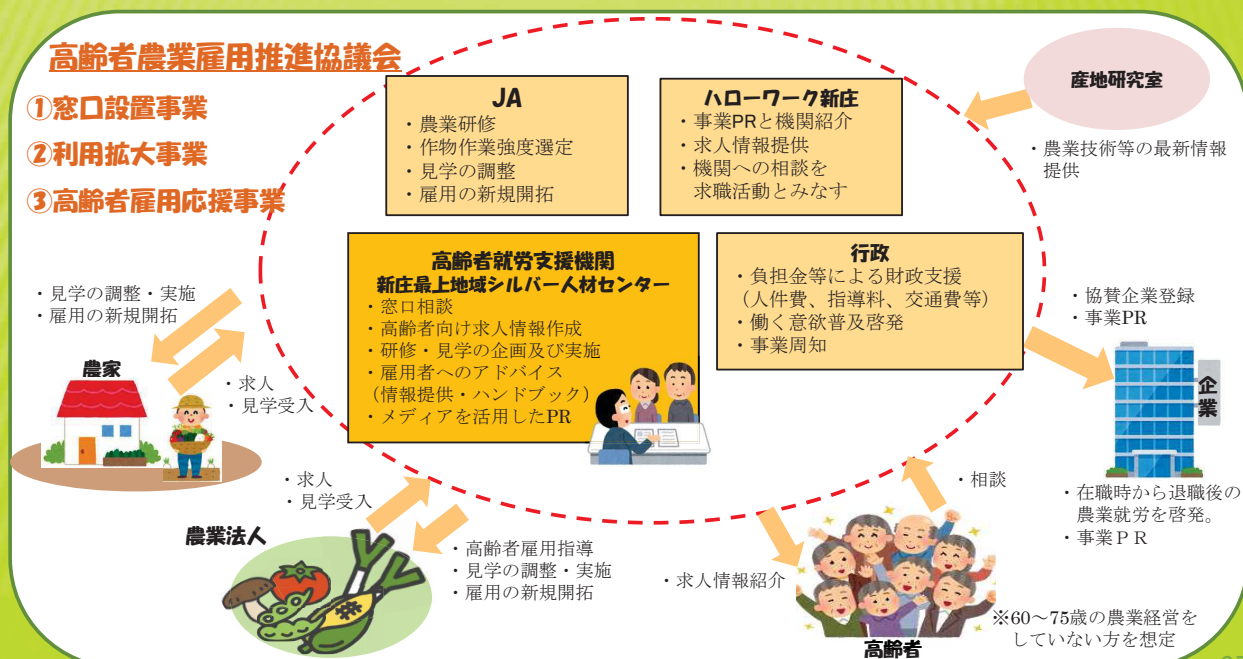 高齢者農業雇用推進協議会
①窓口設置事業
②利用拡大事業
③高齢者雇用応援事業
JA
・農業研修
・作物作業強度選定
・見学の調整
・雇用の新規開拓
ハローワーク新庄
・事業PRと機関紹介
・求人情報提供
・機関への相談を
求職活動とみなす
産地研究室
・農業技術等の最新情報
提供
高齢者就労支援機関
新庄最上地域シルバー人材センター
・窓口相談
・高齢者向け求人情報作成
・研修・見学の企画及び実施
・雇用者へのアドバイス
(情報提供・ハンドブック)
・メディアを活用したPR
行政
・負担金等による財政支援
(人件費、指導料、交通費等)
・働く意欲普及啓発
・事業周知
・見学の調整・実施
・雇用の新規開拓
農家
・求人
・見学受入
・協賛企業登録
・事業PR
企業
・在職時から退職後の
農業就労を啓発。
・事業ＰＲ
・求人
・見学受入
農業法人
・高齢者雇用指導
・見学の調整・実施
・雇用の新規開拓
・相談
・求人情報紹介
高齢者
※60～75歳の農業経営を
していない方を想定